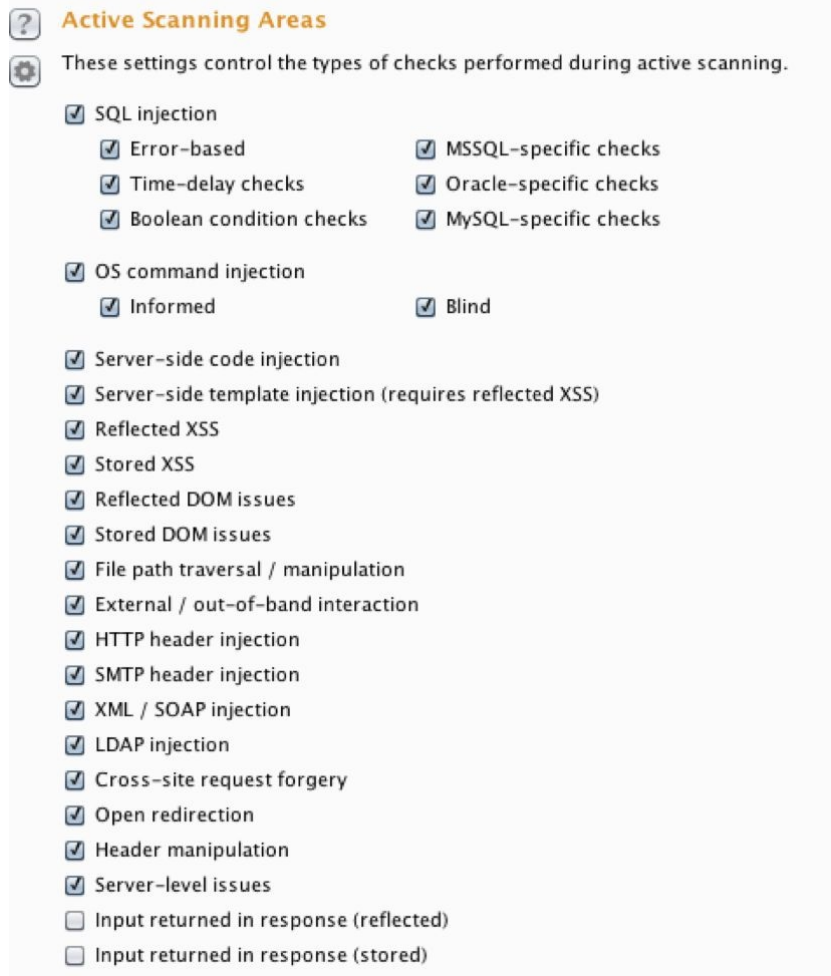 ? Active Scanning Areas
These settings control the types of checks performed during active scanning.
SQL injection
Error-based MSSQL-specific checks
Time-delay checks Oracle-specific checks
Boolean condition checks MySQL-specific checks
OS command injection
Informed Blind
Server-side code injection
Server-side template injection (requires reflected XSS)
Reflected XSS
Stored XSS
Reflected DOM issues
Stored DOM issues
File path traversal / manipulation
External / out-of-band interaction
HTTP header injection
SMTP header injection
XML / SOAP injection
LDAP injection
Cross-site request forgery
Open redirection
Header manipulation
Server-level issues
Input returned in response (reflected)
Input returned in response (stored)